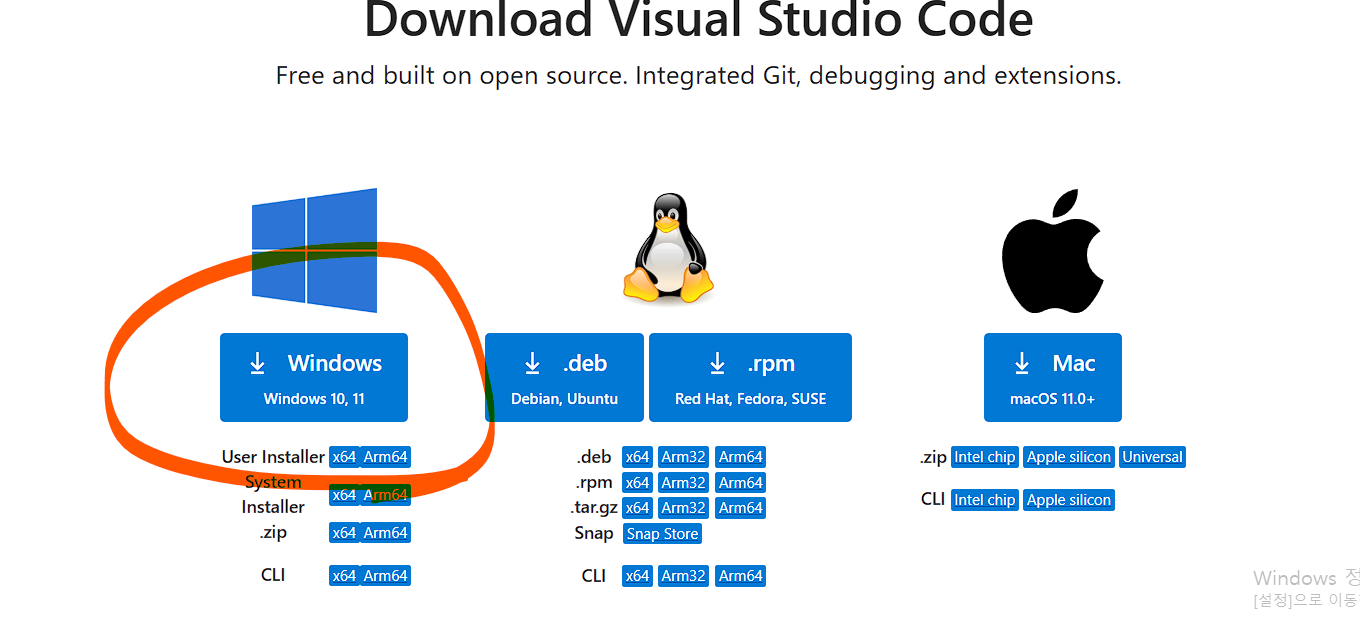 Download Visual Studio Code
Free and built on open source. Integrated Git, debugging and extensions.
Windows
Windows 10, 11
User Installer x64 Arm64
System
Installer x64 Arm64
.zip x64 Arm64
CLI x64 Arm64
.deb
Debian, Ubuntu
.rpm
Red Hat, Fedora, SUSE
.deb x64 Arm32 Arm64
.rpm x64 Arm32 Arm64
.tar.gz x64 Arm32 Arm64
Snap Snap Store
CLI x64 Arm32 Arm64
Mac
macOS 11.0+
.zip Intel chip Apple silicon Universal
CLI Intel chip Apple silicon
Windows 정
[설정]으로 이동